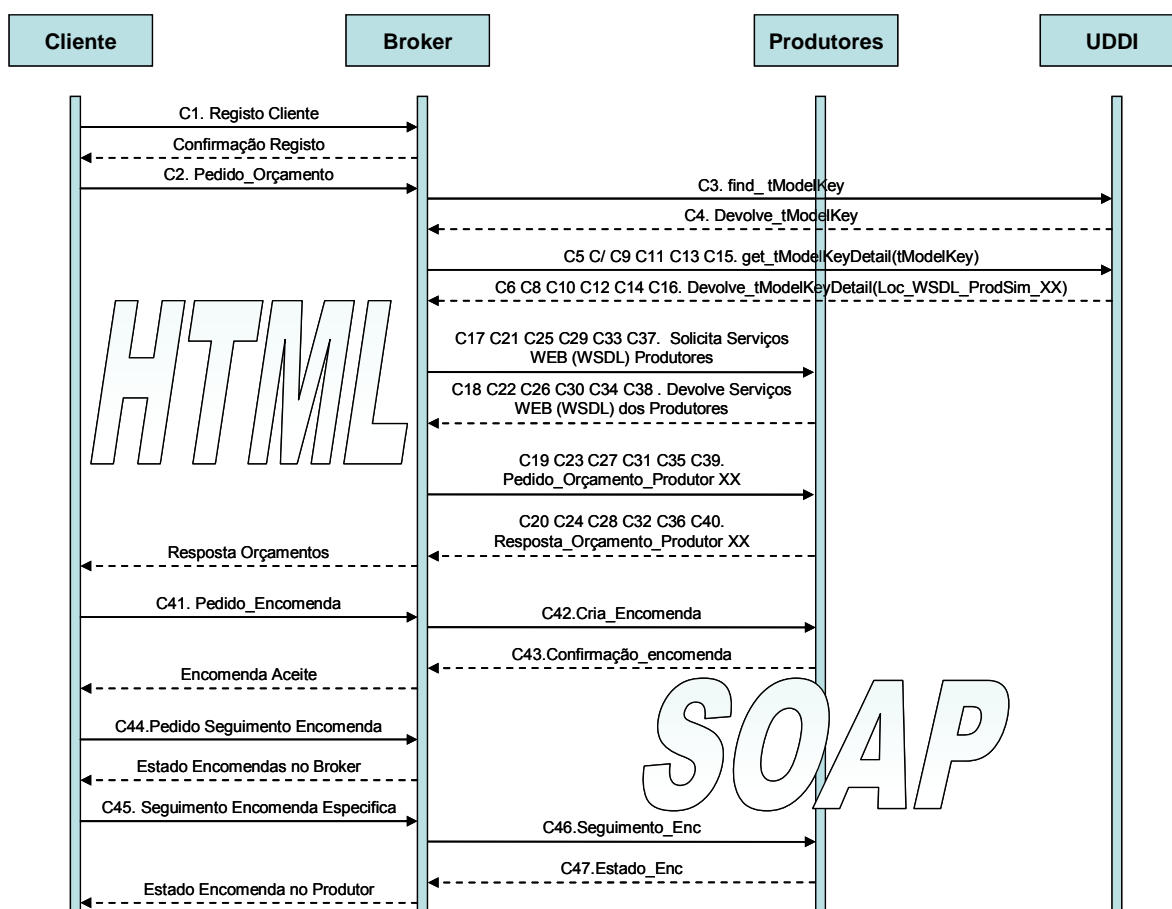 Cliente
Broker
Produtores
UDDI
C1. Registo Cliente
Confirmação Registo
C2. Pedido_Orçamento
C3. find_ tModelKey
C4. Devolve_tModelKey
C5 C/ C9 C11 C13 C15. get_tModelKeyDetail(tModelKey)
C6 C8 C10 C12 C14 C16. Devolve_tModelKeyDetail(Loc_WSDL_ProdSim_XX)
HTML
C17 C21 C25 C29 C33 C37. Solicita Serviços
WEB (WSDL) Produtores
C18 C22 C26 C30 C34 C38 . Devolve Serviços
WEB (WSDL) dos Produtores
C19 C23 C27 C31 C35 C39.
Pedido_Orçamento_Produtor XX
C20 C24 C28 C32 C36 C40.
Resposta_Orçamento_Produtor XX
Resposta Orçamentos
C41. Pedido_Encomenda
C42.Cria_Encomenda
C43.Confirmação_encomenda
Encomenda Aceite
SOAP
C44.Pedido Seguimento Encomenda
Estado Encomendas no Broker
C45. Seguimento Encomenda Especifica
C46.Seguimento_Enc
C47.Estado_Enc
Estado Encomenda no Produtor